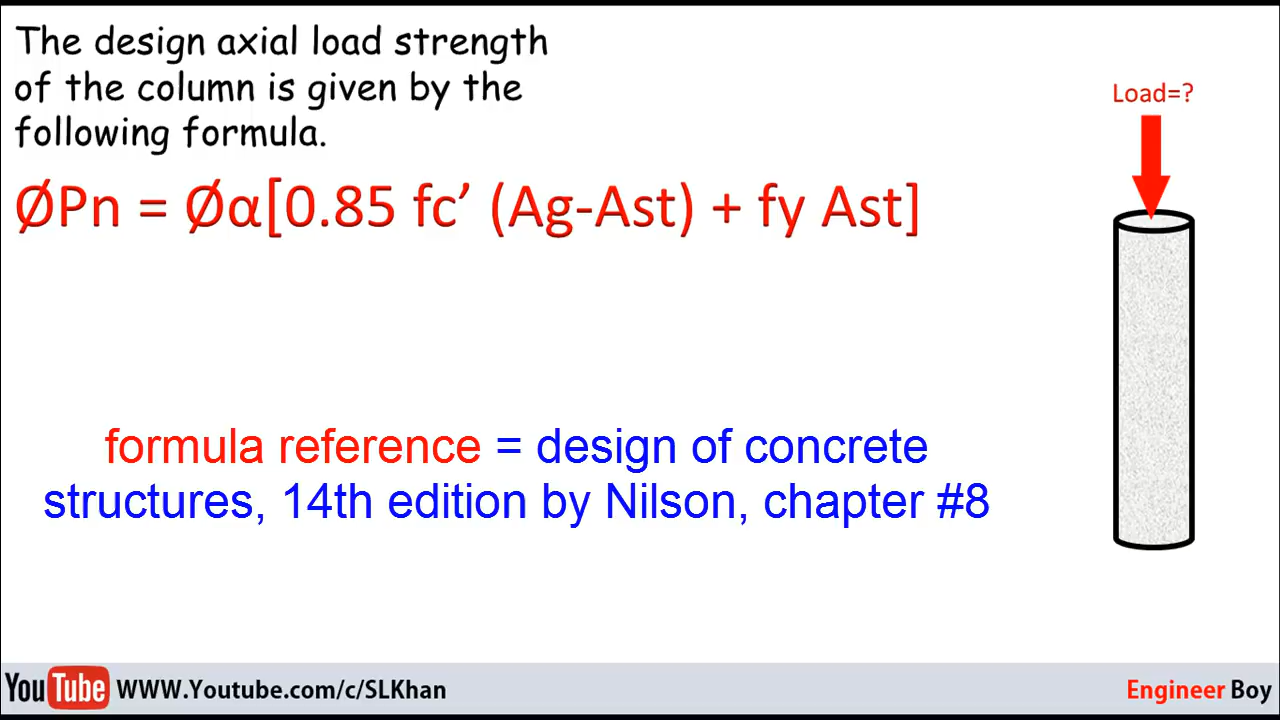 The design axial load strength
of the column is given by the
following formula.
Load=?
ØPn = Øα[0.85 fc’ (Ag-Ast) + fy Ast]
formula reference = design of concrete
structures, 14th edition by Nilson, chapter #8
YouTube WWW.Youtube.com/c/SLKhan
Engineer Boy